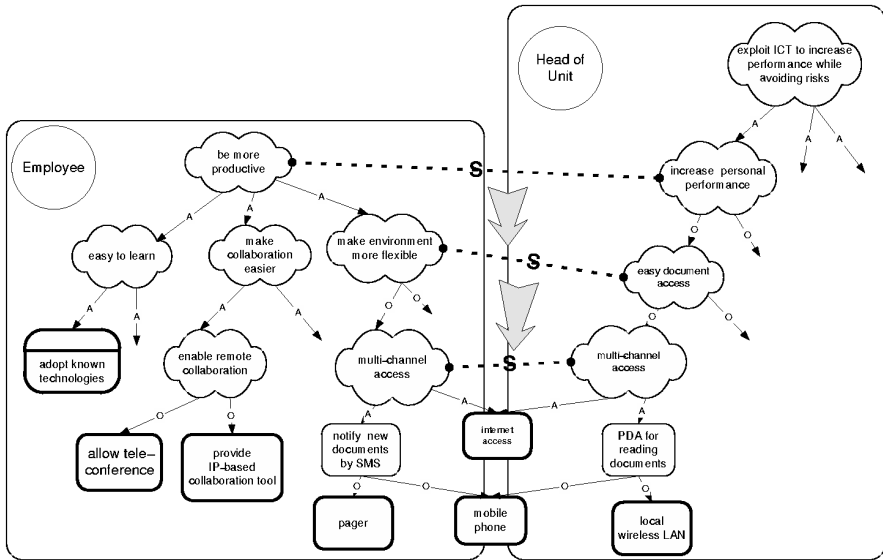 Head of
Unit
exploit ICT to increase
performance while
avoiding risks
A
A
A
Employee
be more
productive
S
increase personal
performance
A
A
A
O
O
easy to learn
make
collaboration
easier
make environment
more flexible
S
easy document
access
A
A
A
A
O
O
O
O
adopt known
technologies
enable remote
collaboration
multi-channel
access
S
multi-channel
access
O
O
A
A
A
A
allow tele-
conference
provide
IP-based
collaboration tool
notify new
documents
by SMS
internet
access
PDA for
reading
documents
O
O
O
O
pager
mobile
phone
local
wireless LAN